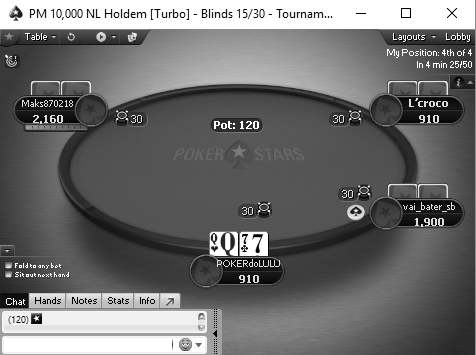 PM 10,000 NL Holdem [Turbo] - Blinds 15/30 - Tournam...
Table
Layouts
Lobby
My Position: 4th of 4
In 4 min 25/50
Maks870218
2,160
30
Pot: 120
30
L'croco
910
POKER STARS
30
30
vai_bater_sb
1,900
Q Q 7 7
POKERdoLULU
910
Fold to any bet
Sit out next hand
Chat
Hands
Notes
Stats
Info
(120)